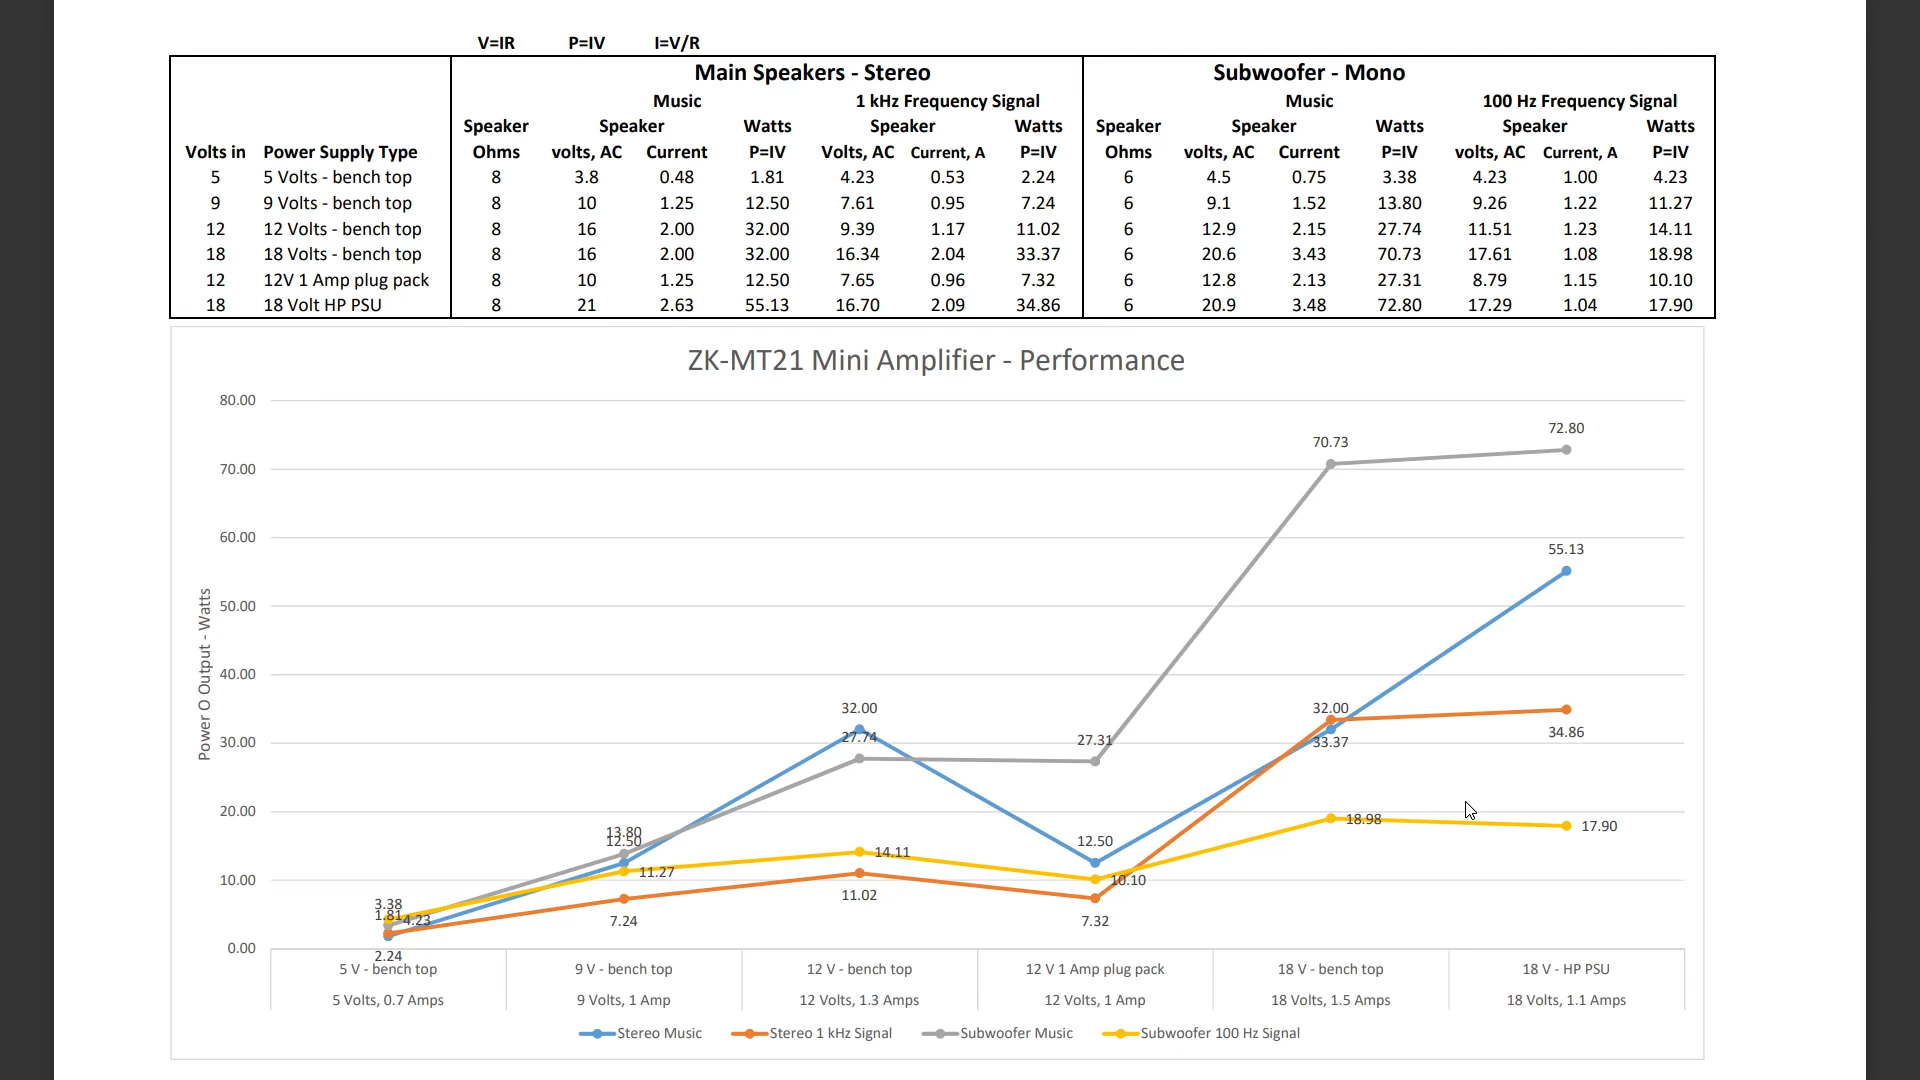 V=IR P=IV I=V/R
Main Speakers - Stereo Subwoofer - Mono
Music 1 kHz Frequency Signal Music 100 Hz Frequency Signal
Speaker Speaker Watts Speaker Watts Speaker Speaker Watts Speaker Watts
Volts in Power Supply Type Ohms volts, AC Current P=IV Volts, AC Current, A P=IV Ohms volts, AC Current P=IV volts, AC Current, A P=IV
5 5 Volts - bench top 8 3.8 0.48 1.81 4.23 0.53 2.24 6 4.5 0.75 3.38 4.23 1.00 4.23
9 9 Volts - bench top 8 10 1.25 12.50 7.61 0.95 7.24 6 9.1 1.52 13.80 9.26 1.22 11.27
12 12 Volts - bench top 8 16 2.00 32.00 9.39 1.17 11.02 6 12.9 2.15 27.74 11.51 1.23 14.11
18 18 Volts - bench top 8 16 2.00 32.00 16.34 2.04 33.37 6 20.6 3.43 70.73 17.61 1.08 18.98
12 12V 1 Amp plug pack 8 10 1.25 12.50 7.65 0.96 7.32 6 12.8 2.13 27.31 8.79 1.15 10.10
18 18 Volt HP PSU 8 21 2.63 55.13 16.70 2.09 34.86 6 20.9 3.48 72.80 17.29 1.04 17.90
ZK-MT21 Mini Amplifier - Performance
80.00
72.80
70.73
70.00
60.00
55.13
50.00
Power O Output - Watts
40.00
32.00 32.00
27.74 27.31 33.37 34.86
30.00
20.00
18.98 17.90
13.80
12.50 12.50
14.11
11.27
10.00
10.10
11.02
7.24 7.32
3.38
1.81 4.23
0.00
2.24
5 V - bench top 9 V - bench top 12 V - bench top 12 V 1 Amp plug pack 18 V - bench top 18 V - HP PSU
5 Volts, 0.7 Amps 9 Volts, 1 Amp 12 Volts, 1.3 Amps 12 Volts, 1 Amp 18 Volts, 1.5 Amps 18 Volts, 1.1 Amps
Stereo Music Stereo 1 kHz Signal Subwoofer Music Subwoofer 100 Hz Signal